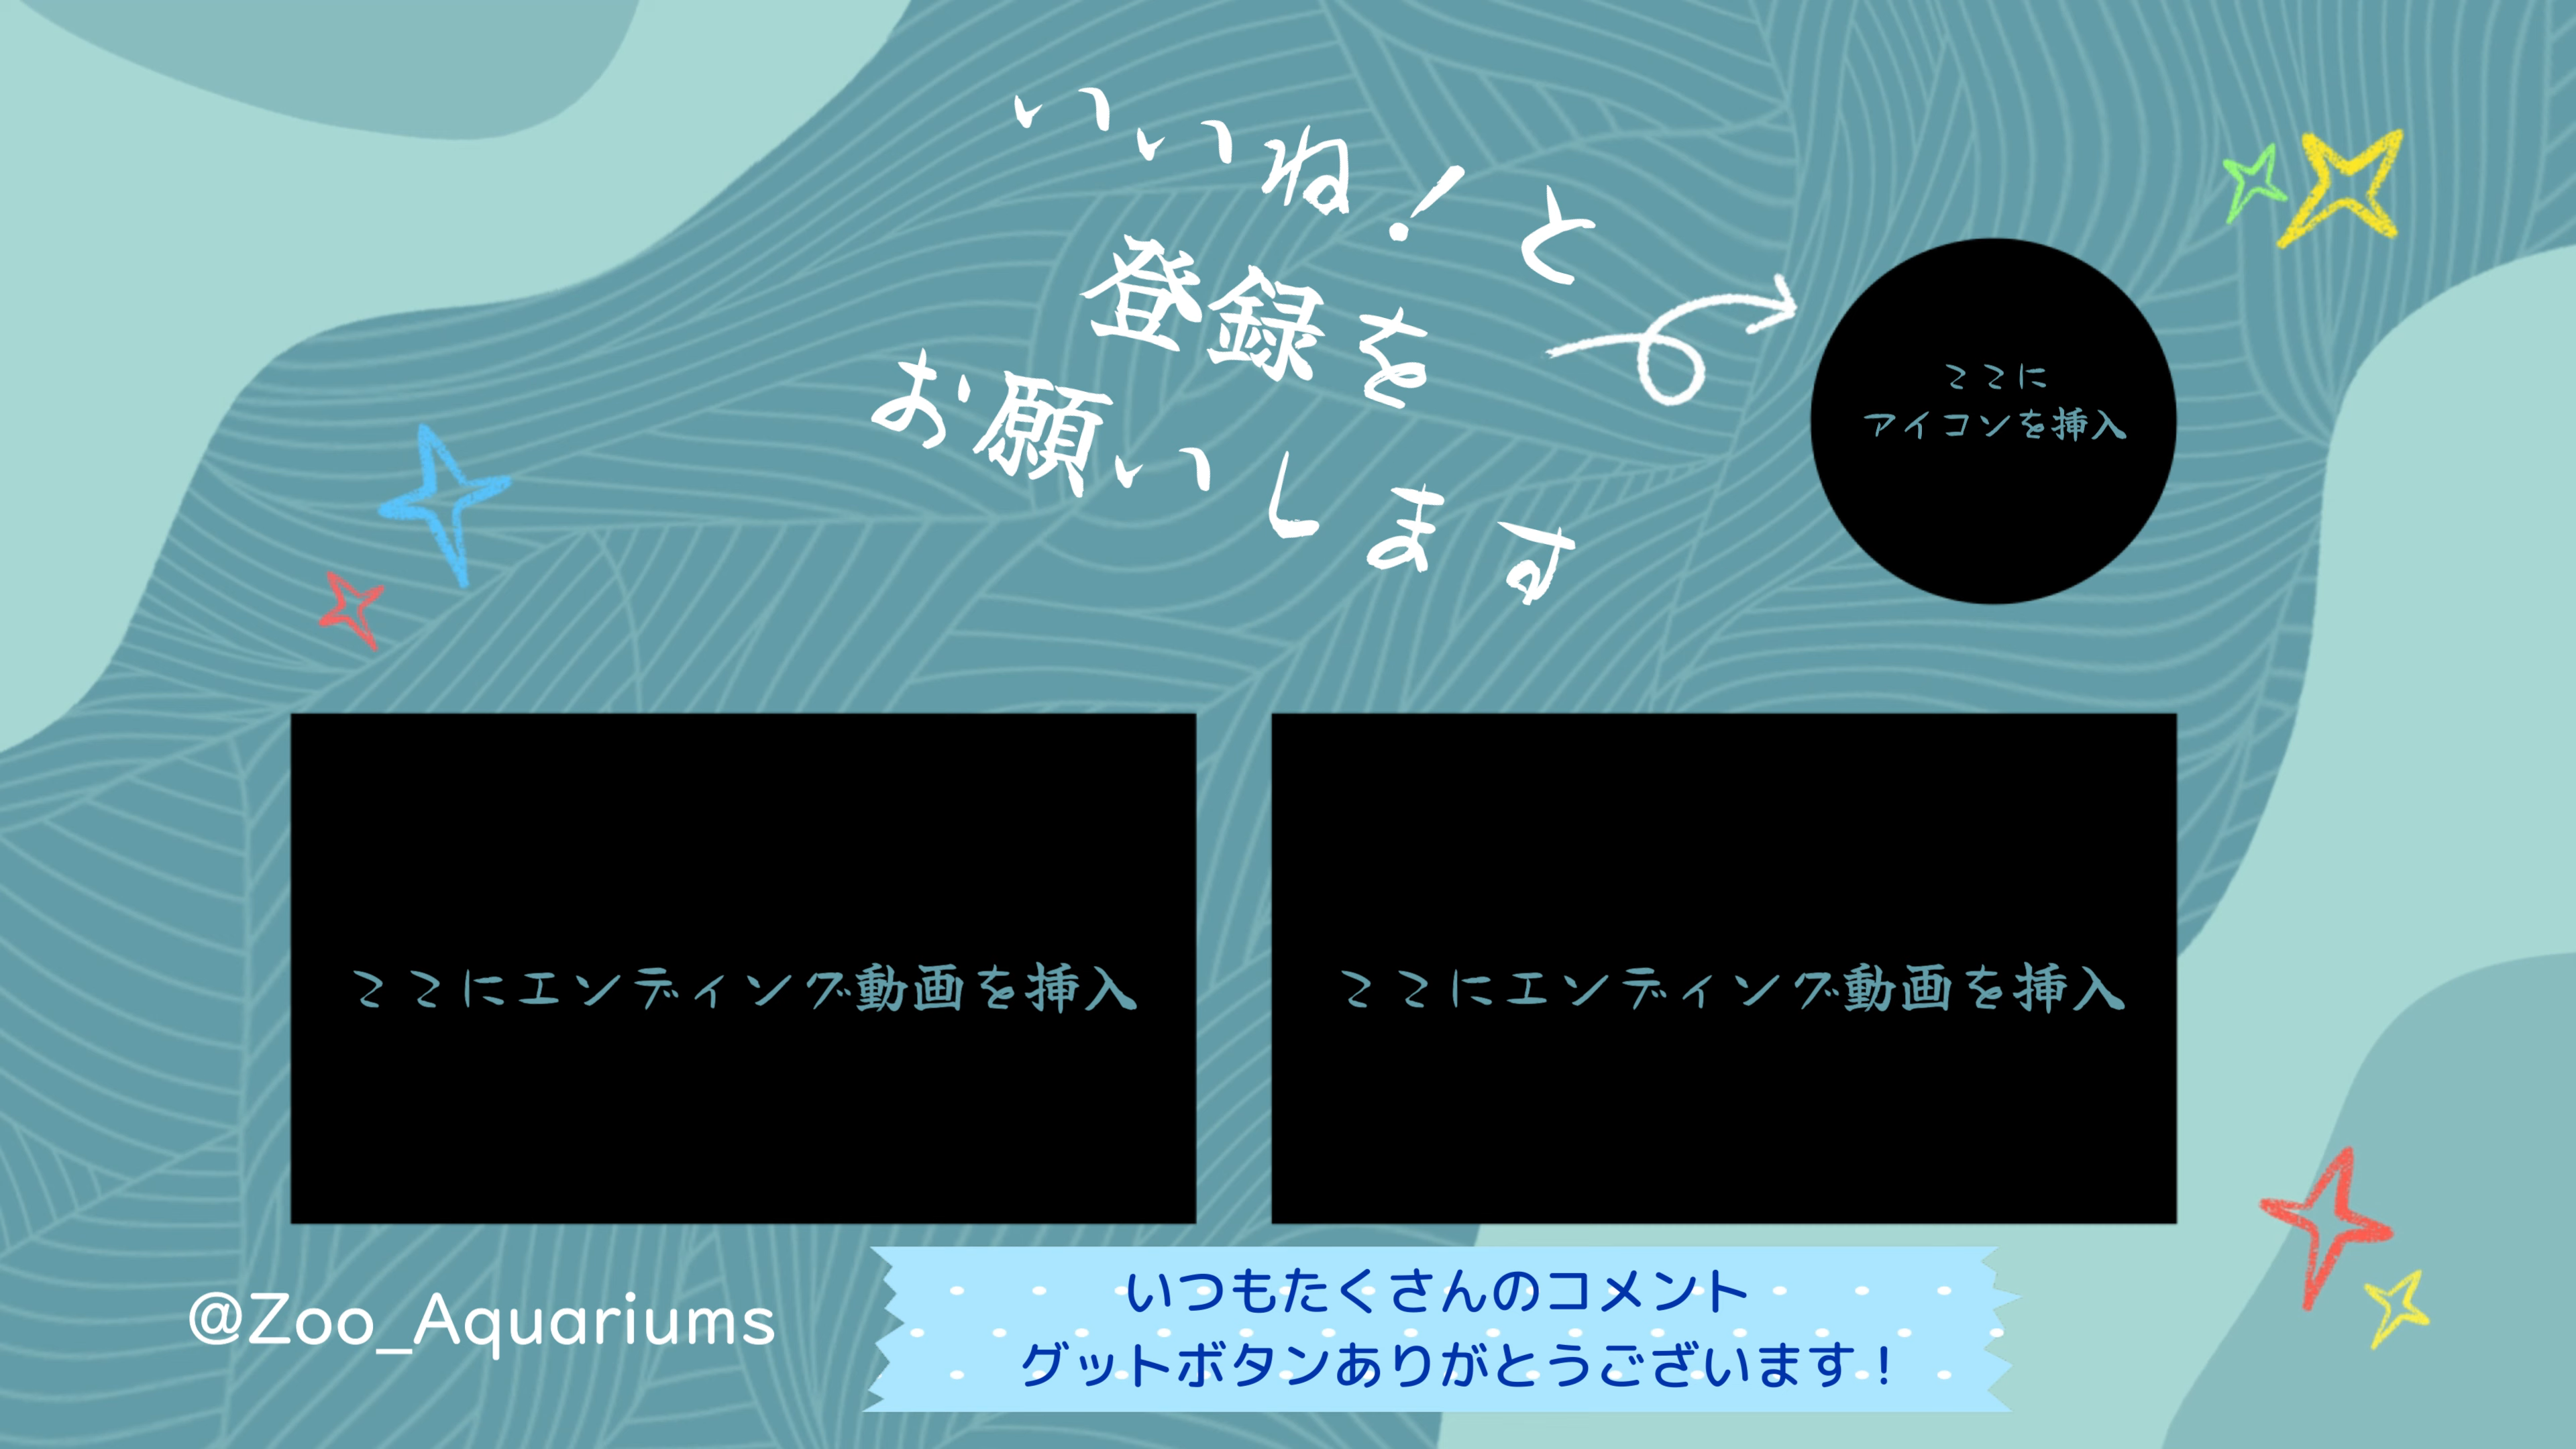 いいね！と
登録を
お願いします
ここに
アイコンを挿入
ここにエンディング動画を挿入
ここにエンディング動画を挿入
@Zoo_Aquariums
いつもたくさんのコメント
グットボタンありがとうございます！